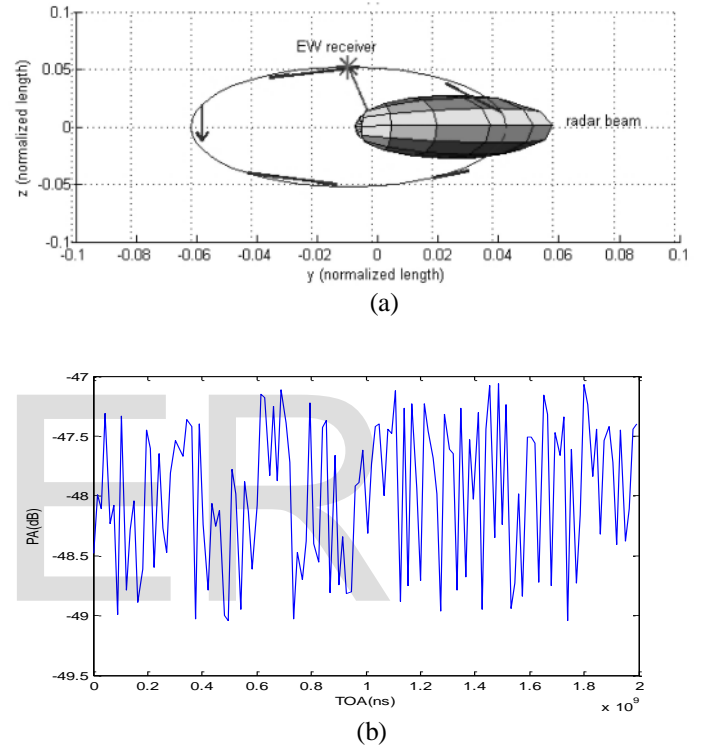 0.1
EW receiver
0.05
z (normalized length)
0
radar beam
-0.05
-0.1
-0.1 -0.08 -0.06 -0.04 -0.02 0 0.02 0.04 0.06 0.08 0.1
y (normalized length)
(a)
-47
-47.5
PA(dB)
-48
-48.5
-49
-49.5
ER
0 0.2 0.4 0.6 0.8 1 1.2 1.4 1.6 1.8 2
TOA(ns)
x 10^9
(b)